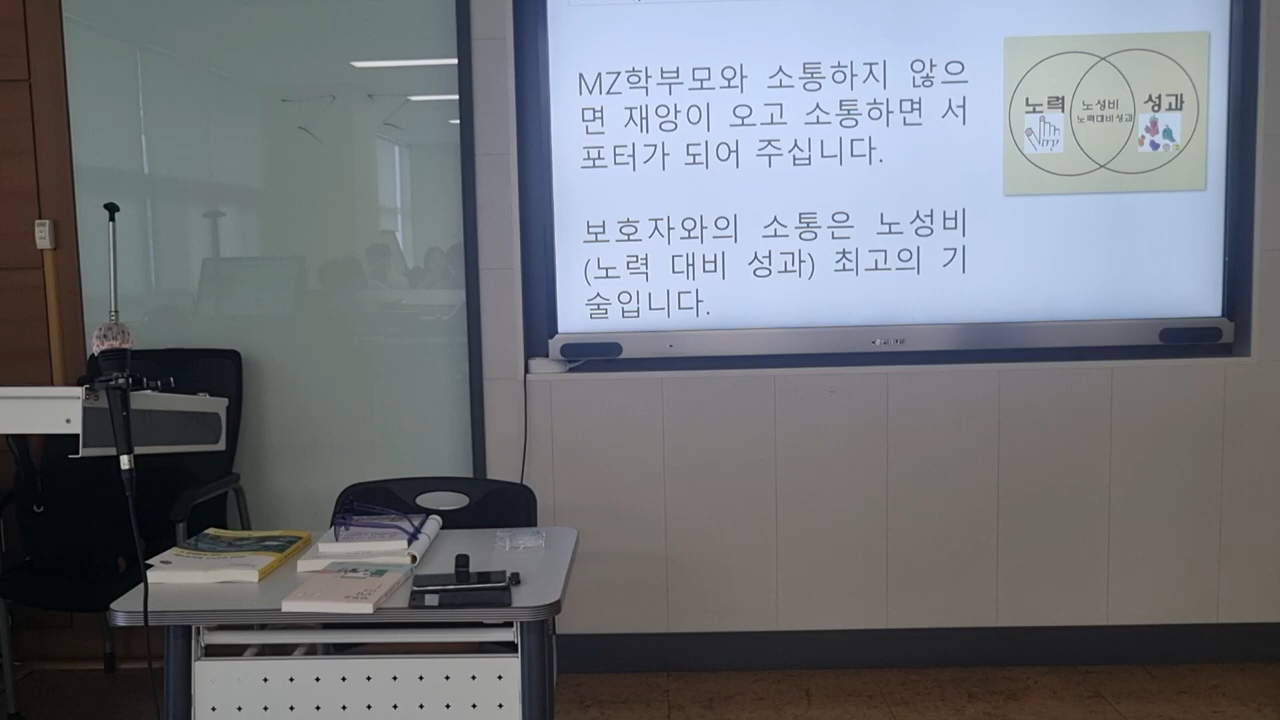 MZ학부모와 소통하지 않으
면 재앙이 오고 소통하면 서
포터가 되어 주십니다.
보호자와의 소통은 노성비
(노력 대비 성과) 최고의 기
술입니다.
노력
노성비
노력대비성과
성과